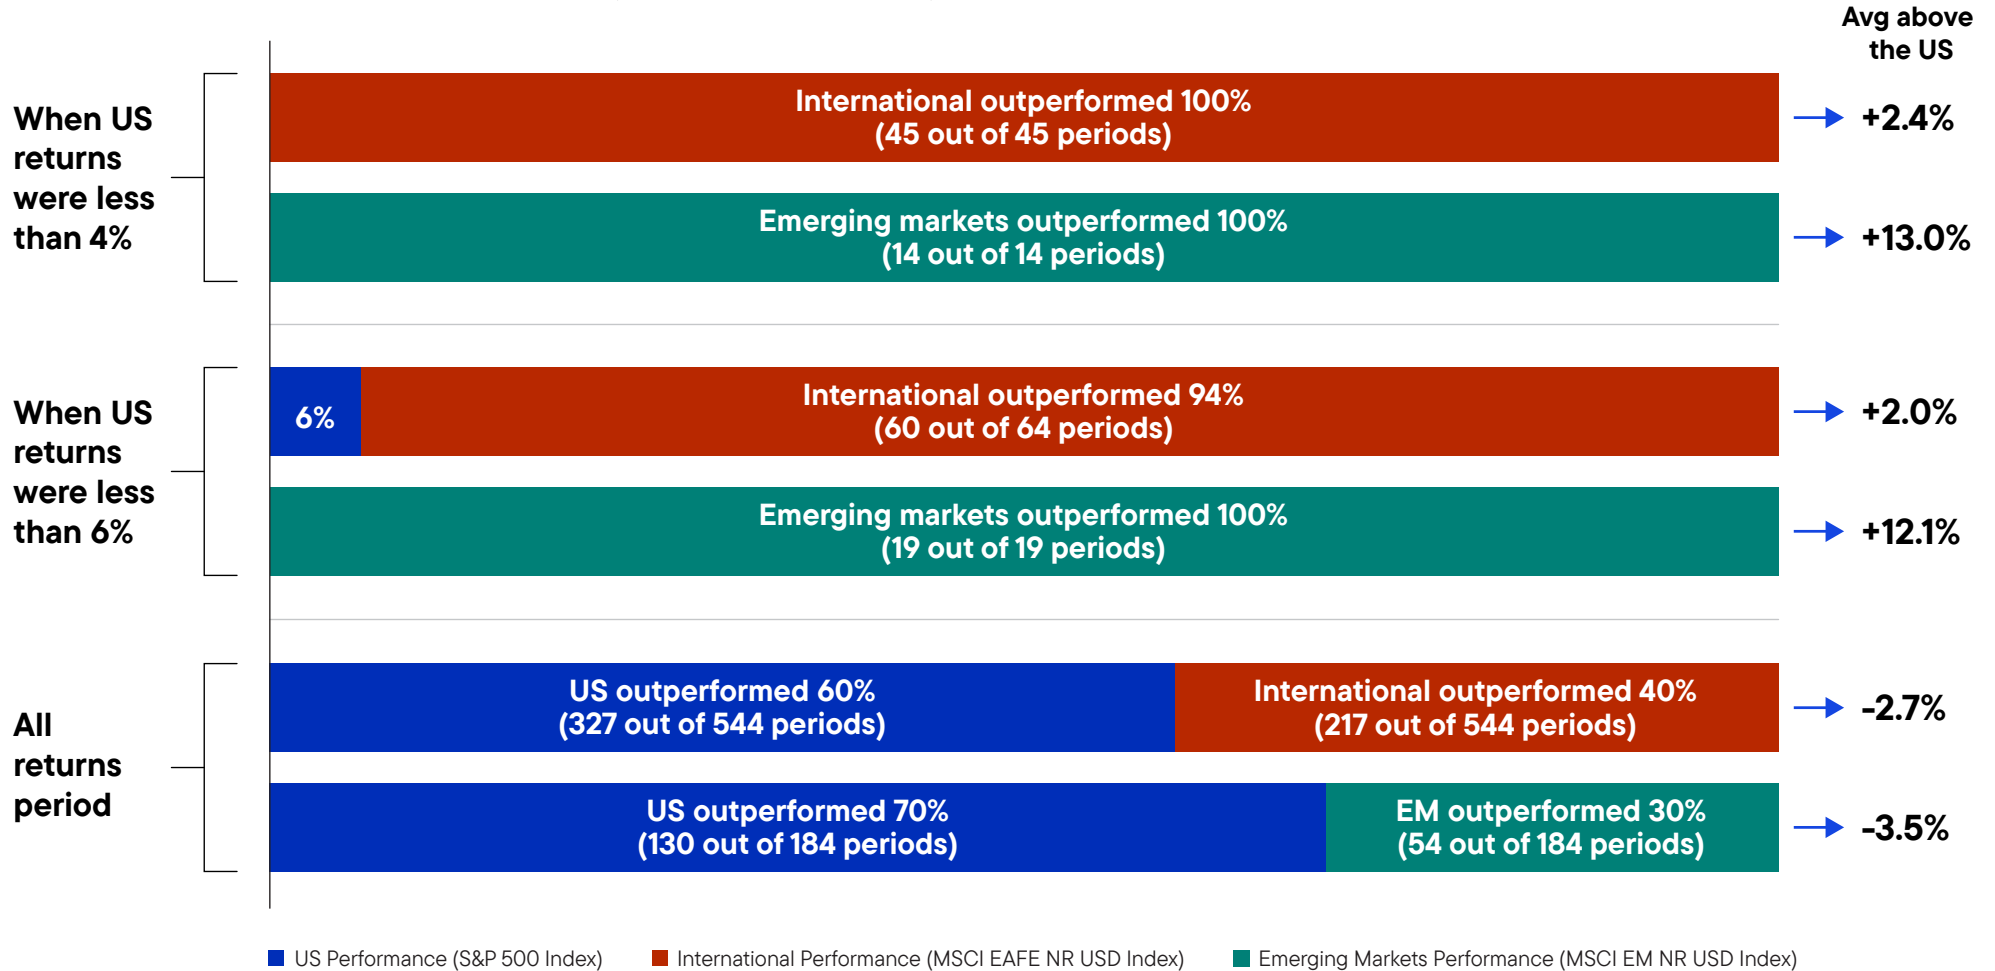 Avg above
the US
When US
returns
were less
than 4%
International outperformed 100%
(45 out of 45 periods)
+2.4%
Emerging markets outperformed 100%
(14 out of 14 periods)
+13.0%
When US
returns
were less
than 6%
6%
International outperformed 94%
(60 out of 64 periods)
+2.0%
Emerging markets outperformed 100%
(19 out of 19 periods)
+12.1%
All
returns
period
US outperformed 60%
(327 out of 544 periods)
International outperformed 40%
(217 out of 544 periods)
-2.7%
US outperformed 70%
(130 out of 184 periods)
EM outperformed 30%
(54 out of 184 periods)
-3.5%
US Performance (S&P 500 Index)
International Performance (MSCI EAFE NR USD Index)
Emerging Markets Performance (MSCI EM NR USD Index)